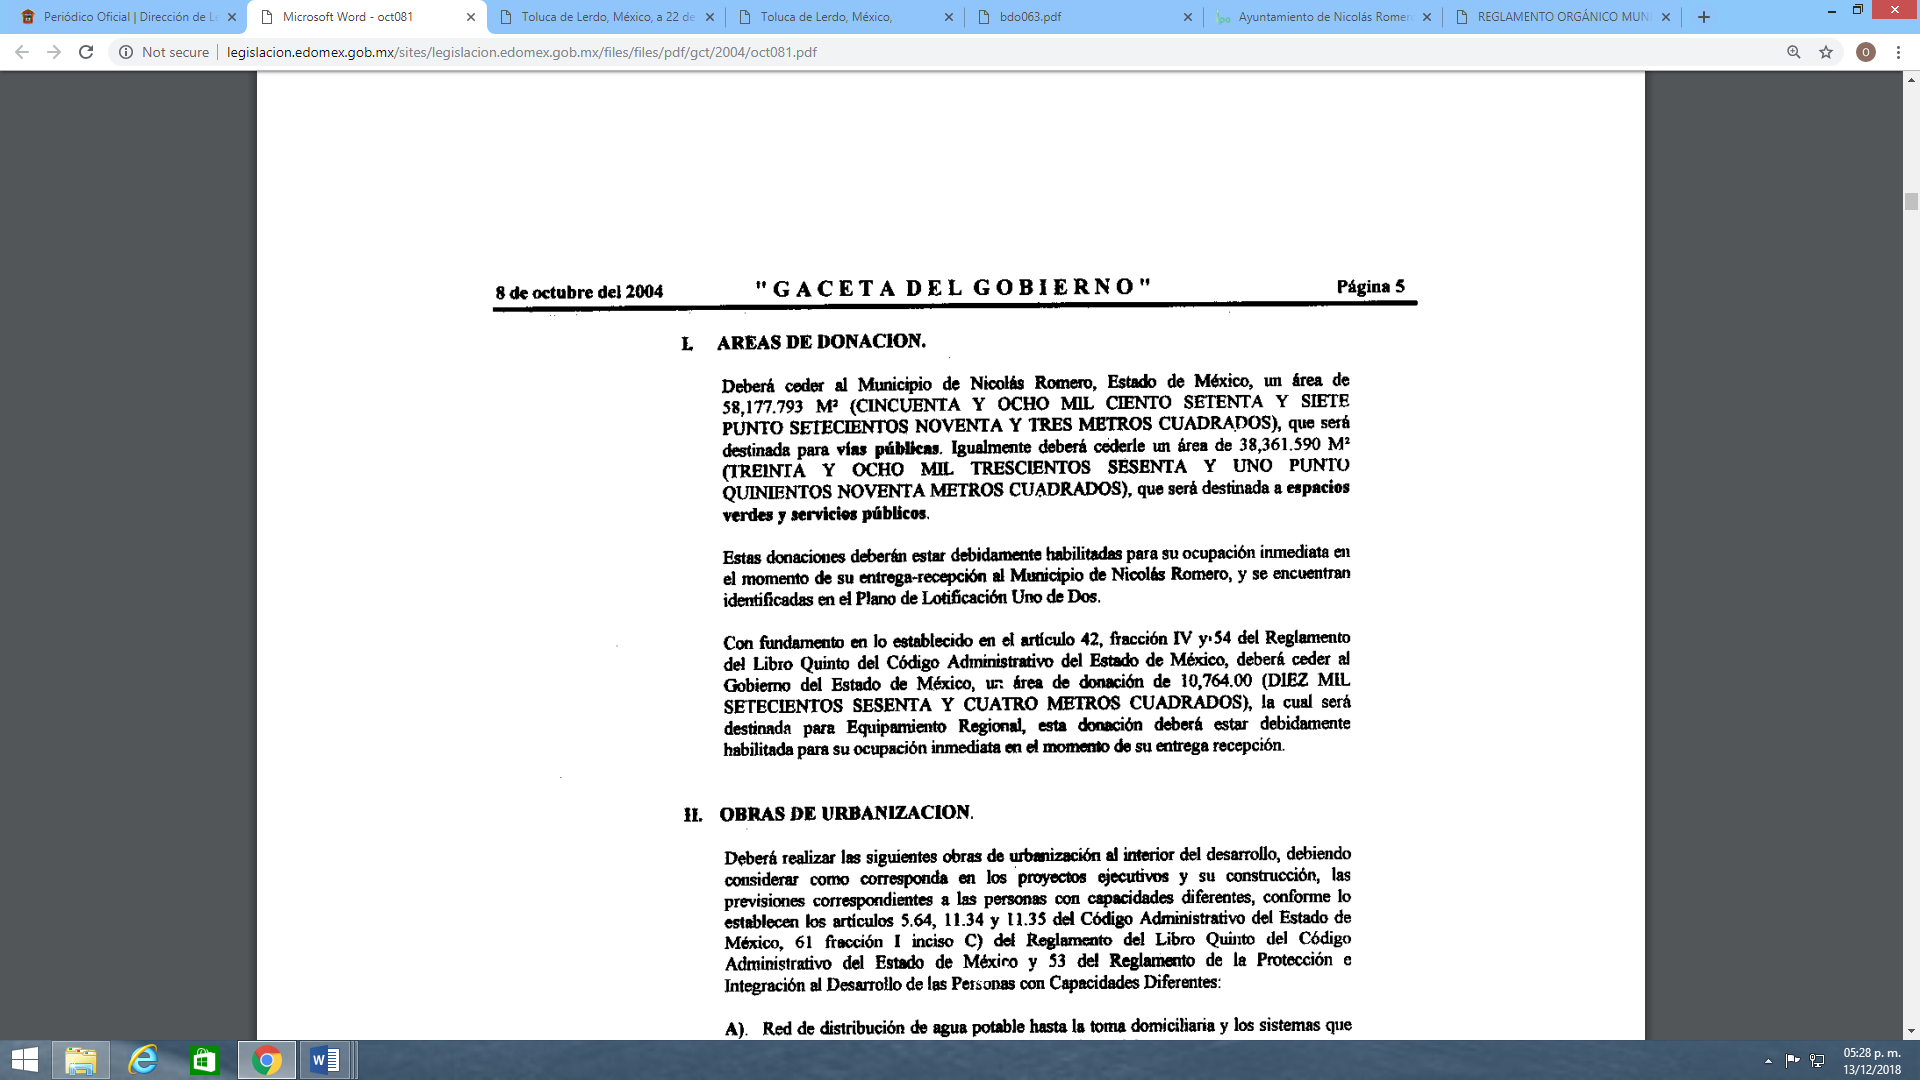 Periódico Oficial | Dirección de Le
Microsoft Word - oct081
Toluca de Lerdo, México, a 22 de
Toluca de Lerdo, México,
bdo063.pdf
Ayuntamiento de Nicolás Romero
REGLAMENTO ORGÁNICO MUNI
Not secure
legislacion.edomex.gob.mx/sites/legislacion.edomex.gob.mx/files/files/pdf/gct/2004/oct081.pdf
O
8 de octubre del 2004 "GACETA DEL GOBIERNO" Página 5
I. AREAS DE DONACION.
Deberá ceder al Municipio de Nicolás Romero, Estado de México, un área de
58,177.793 M² (CINCUENTA Y OCHO MIL CIENTO SETENTA Y SIETE
PUNTO SETECIENTOS NOVENTA Y TRES METROS CUADRADOS), que será
destinada para vías públicas. Igualmente deberá cederle un área de 38,361.590 M²
(TREINTA Y OCHO MIL TRESCIENTOS SESENTA Y UNO PUNTO
QUINIENTOS NOVENTA METROS CUADRADOS), que será destinada a espacios
verdes y servicios públicos.
Estas donaciones deberán estar debidamente habilitadas para su ocupación inmediata en
el momento de su entrega-recepción al Municipio de Nicolás Romero, y se encuentran
identificadas en el Plano de Lotificación Uno de Dos.
Con fundamento en lo establecido en el artículo 42, fracción IV y 54 del Reglamento
del Libro Quinto del Código Administrativo del Estado de México, deberá ceder al
Gobierno del Estado de México, un área de donación de 10,764.00 (DIEZ MIL
SETECIENTOS SESENTA Y CUATRO METROS CUADRADOS), la cual será
destinada para Equipamiento Regional, esta donación deberá estar debidamente
habilitada para su ocupación inmediata en el momento de su entrega recepción.
II. OBRAS DE URBANIZACION.
Deberá realizar las siguientes obras de urbanización al interior del desarrollo, debiendo
considerar como corresponda en los proyectos ejecutivos y su construcción, las
previsiones correspondientes a las personas con capacidades diferentes, conforme lo
establecen los artículos 5.64, 11.34 y 11.35 del Código Administrativo del Estado de
México, 61 fracción I inciso C) del Reglamento del Libro Quinto del Código
Administrativo del Estado de México y 53 del Reglamento de la Protección e
Integración al Desarrollo de las Personas con Capacidades Diferentes:
A). Red de distribución de agua potable hasta la toma domiciliaria y los sistemas que
05:28 p. m.
13/12/2018